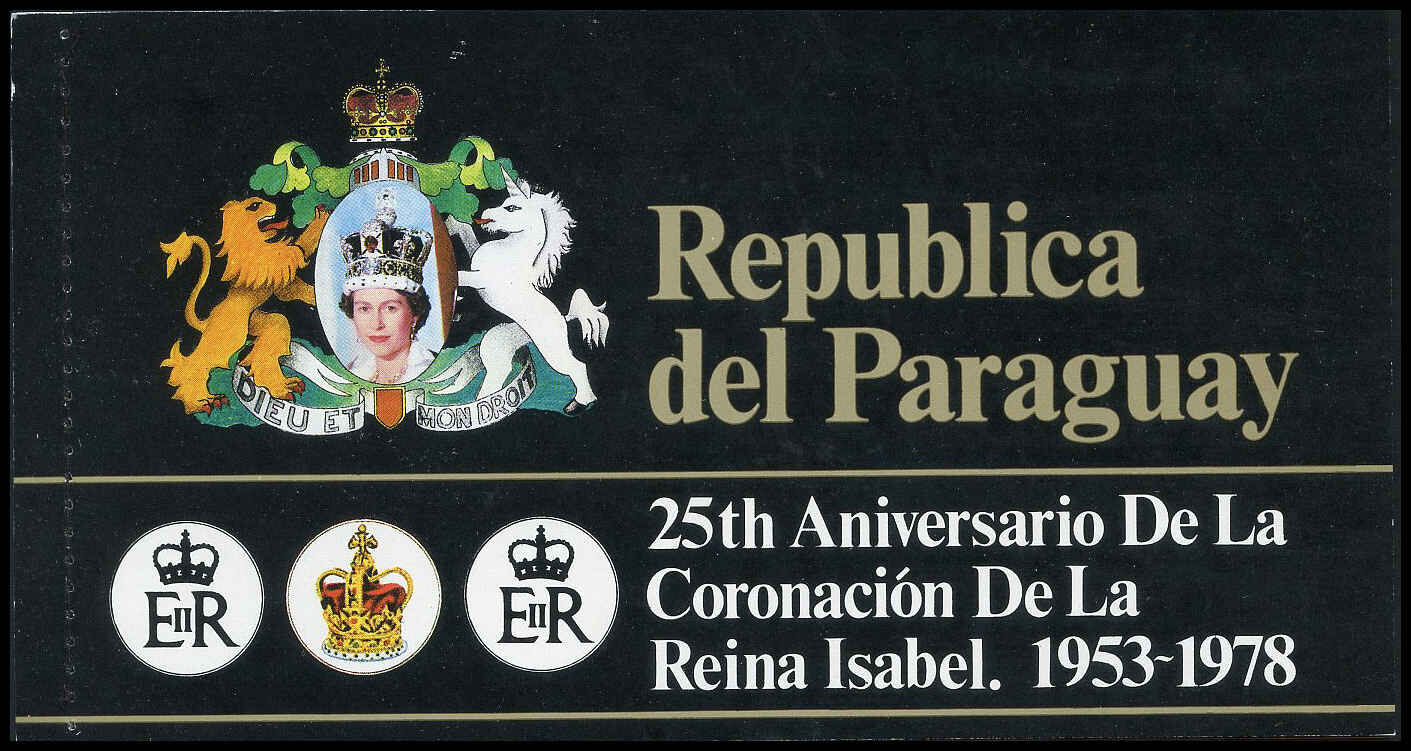 DIEU ET MON DROIT
Republica
del Paraguay
EIIR
EIIR
25th Aniversario De La
Coronación De La
Reina Isabel. 1953-1978